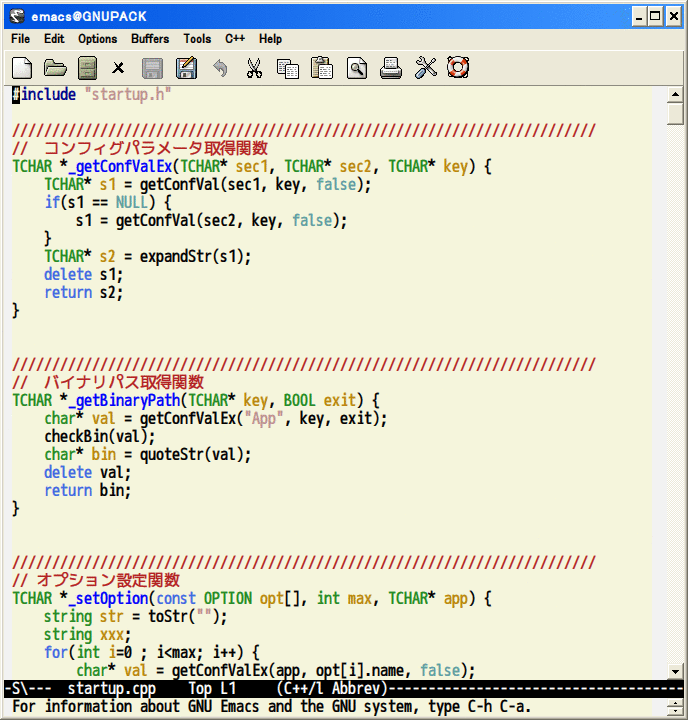 emacs@GNUPACK
File Edit Options Buffers Tools C++ Help
#include "startup.h"
/////////////////////////////////////////////////////////////////////////
//  コンフィグパラメータ取得関数
TCHAR *_getConfValEx(TCHAR* sec1, TCHAR* sec2, TCHAR* key) {
    TCHAR* s1 = getConfVal(sec1, key, false);
    if(s1 == NULL) {
        s1 = getConfVal(sec2, key, false);
    }
    TCHAR* s2 = expandStr(s1);
    delete s1;
    return s2;
}
/////////////////////////////////////////////////////////////////////////
//  バイナリパス取得関数
TCHAR *_getBinaryPath(TCHAR* key, BOOL exit) {
    char* val = getConfValEx("App", key, exit);
    checkBin(val);
    char* bin = quoteStr(val);
    delete val;
    return bin;
}
/////////////////////////////////////////////////////////////////////////
// オプション設定関数
TCHAR *_setOption(const OPTION opt[], int max, TCHAR* app) {
    string str = toStr("");
    string xxx;
    for(int i=0 ; i<max; i++) {
        char* val = getConfValEx(app, opt[i].name, false);
-S\---  startup.cpp    Top L1     (C++/l Abbrev)-------------------------------------
For information about GNU Emacs and the GNU system, type C-h C-a.